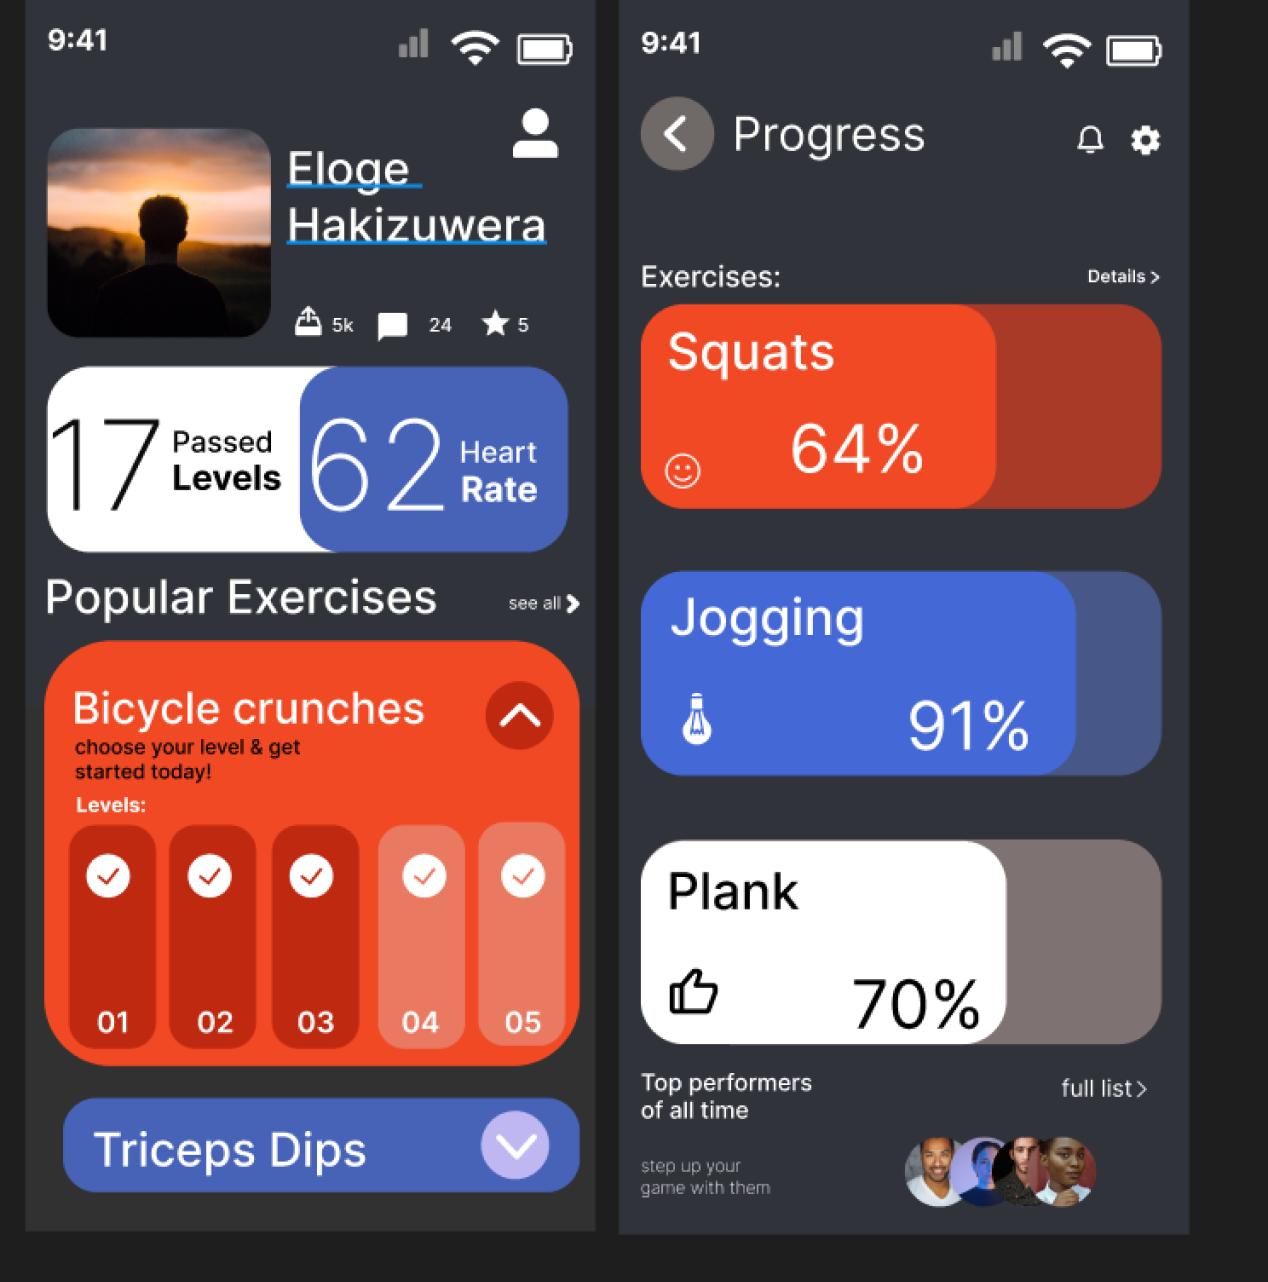 9:41
Eloge
Hakizuwera
5k 24 5
17 Passed Levels
62 Heart Rate
Popular Exercises see all
Bicycle crunches
choose your level & get
started today!
Levels:
01 02 03 04 05
Triceps Dips
9:41
Progress
Exercises: Details >
Squats
64%
Jogging
91%
Plank
70%
Top performers
of all time
full list >
step up your
game with them